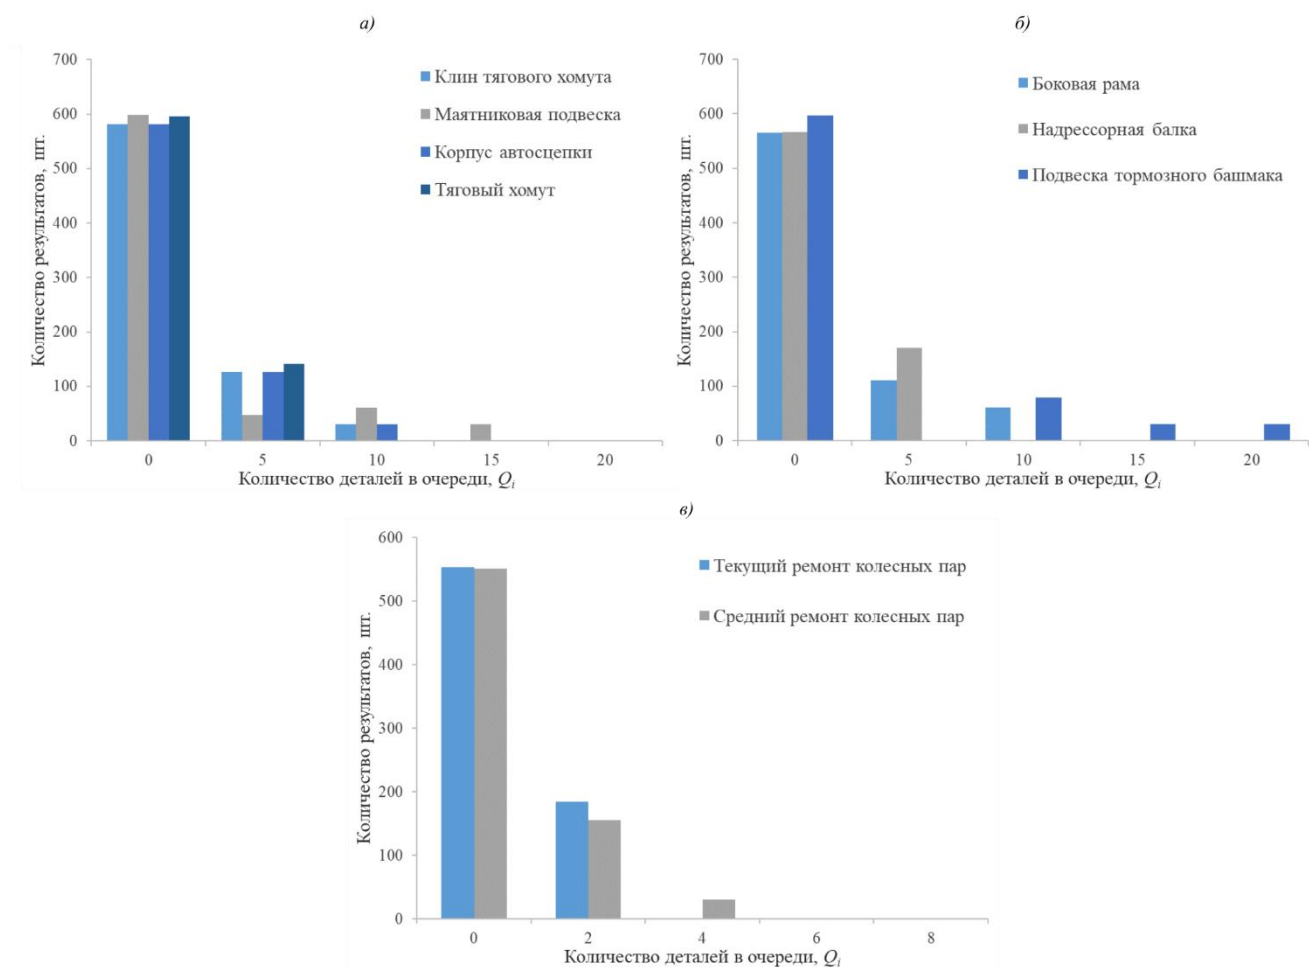 а)
700
600
500
400
300
200
100
0
Количество результатов, шт.
Клин тягового хомута
Маятниковая подвеска
Корпус автосцепки
Тяговый хомут
0 5 10 15 20
Количество деталей в очереди, Qi
б)
700
600
500
400
300
200
100
0
Количество результатов, шт.
Боковая рама
Надрессорная балка
Подвеска тормозного башмака
0 5 10 15 20
Количество деталей в очереди, Qi
в)
600
500
400
300
200
100
0
Количество результатов, шт.
Текущий ремонт колесных пар
Средний ремонт колесных пар
0 2 4 6 8
Количество деталей в очереди, Qi